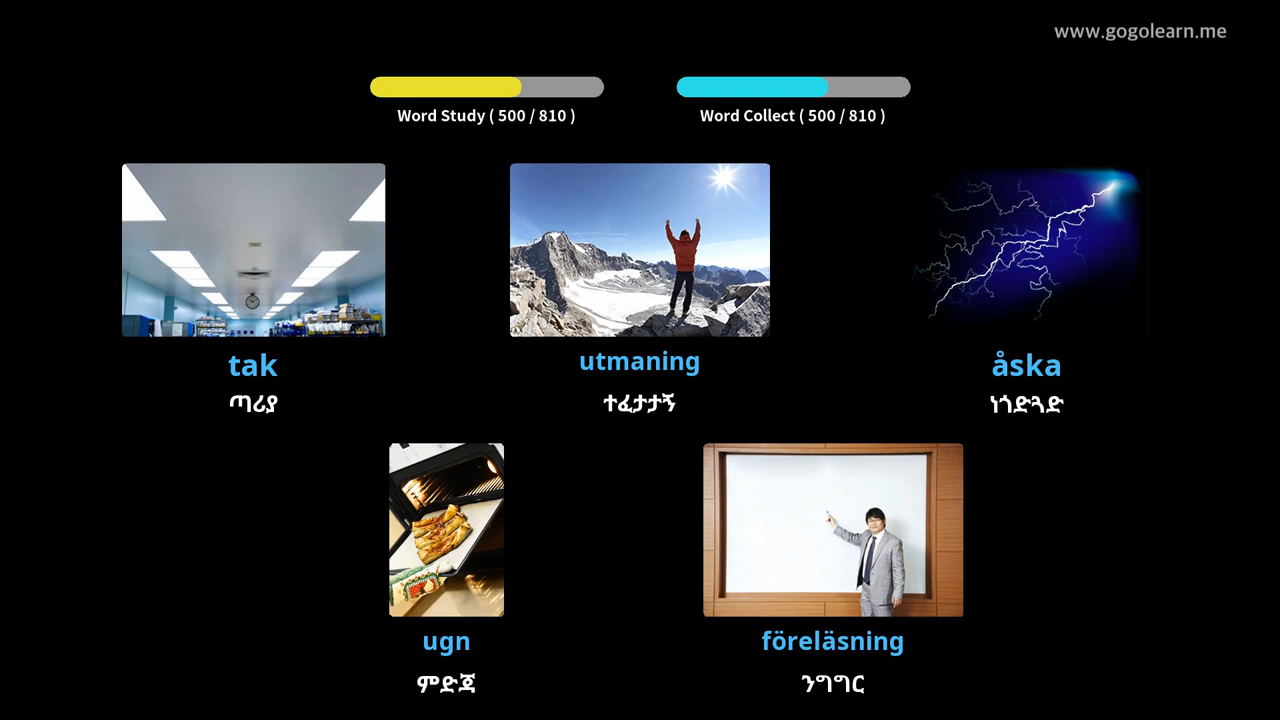 www.gogolearn.me
Word Study ( 500 / 810 )
Word Collect ( 500 / 810 )
tak
ጣሪያ
utmaning
ተፈታታኝ
åska
ነጎድጓድ
ugn
ምድጃ
föreläsning
ንግግር